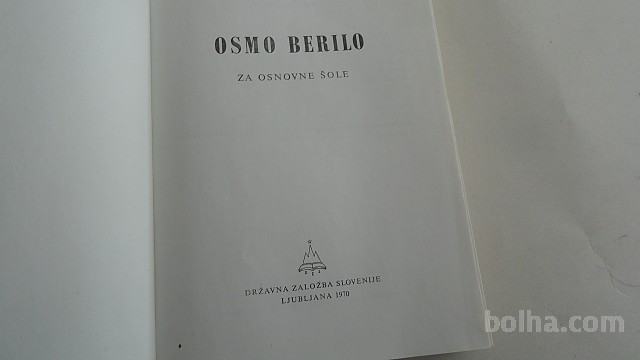 OSMO BERILO
ZA OSNOVNE ŠOLE
DRŽAVNA ZALOŽBA SLOVENIJE
LJUBLJANA 1970
bolha.com